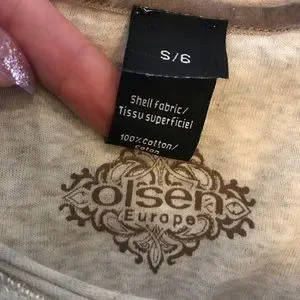 S/6
Shell fabric/
Tissu superficiel
100% cotton/
olsen
Europe